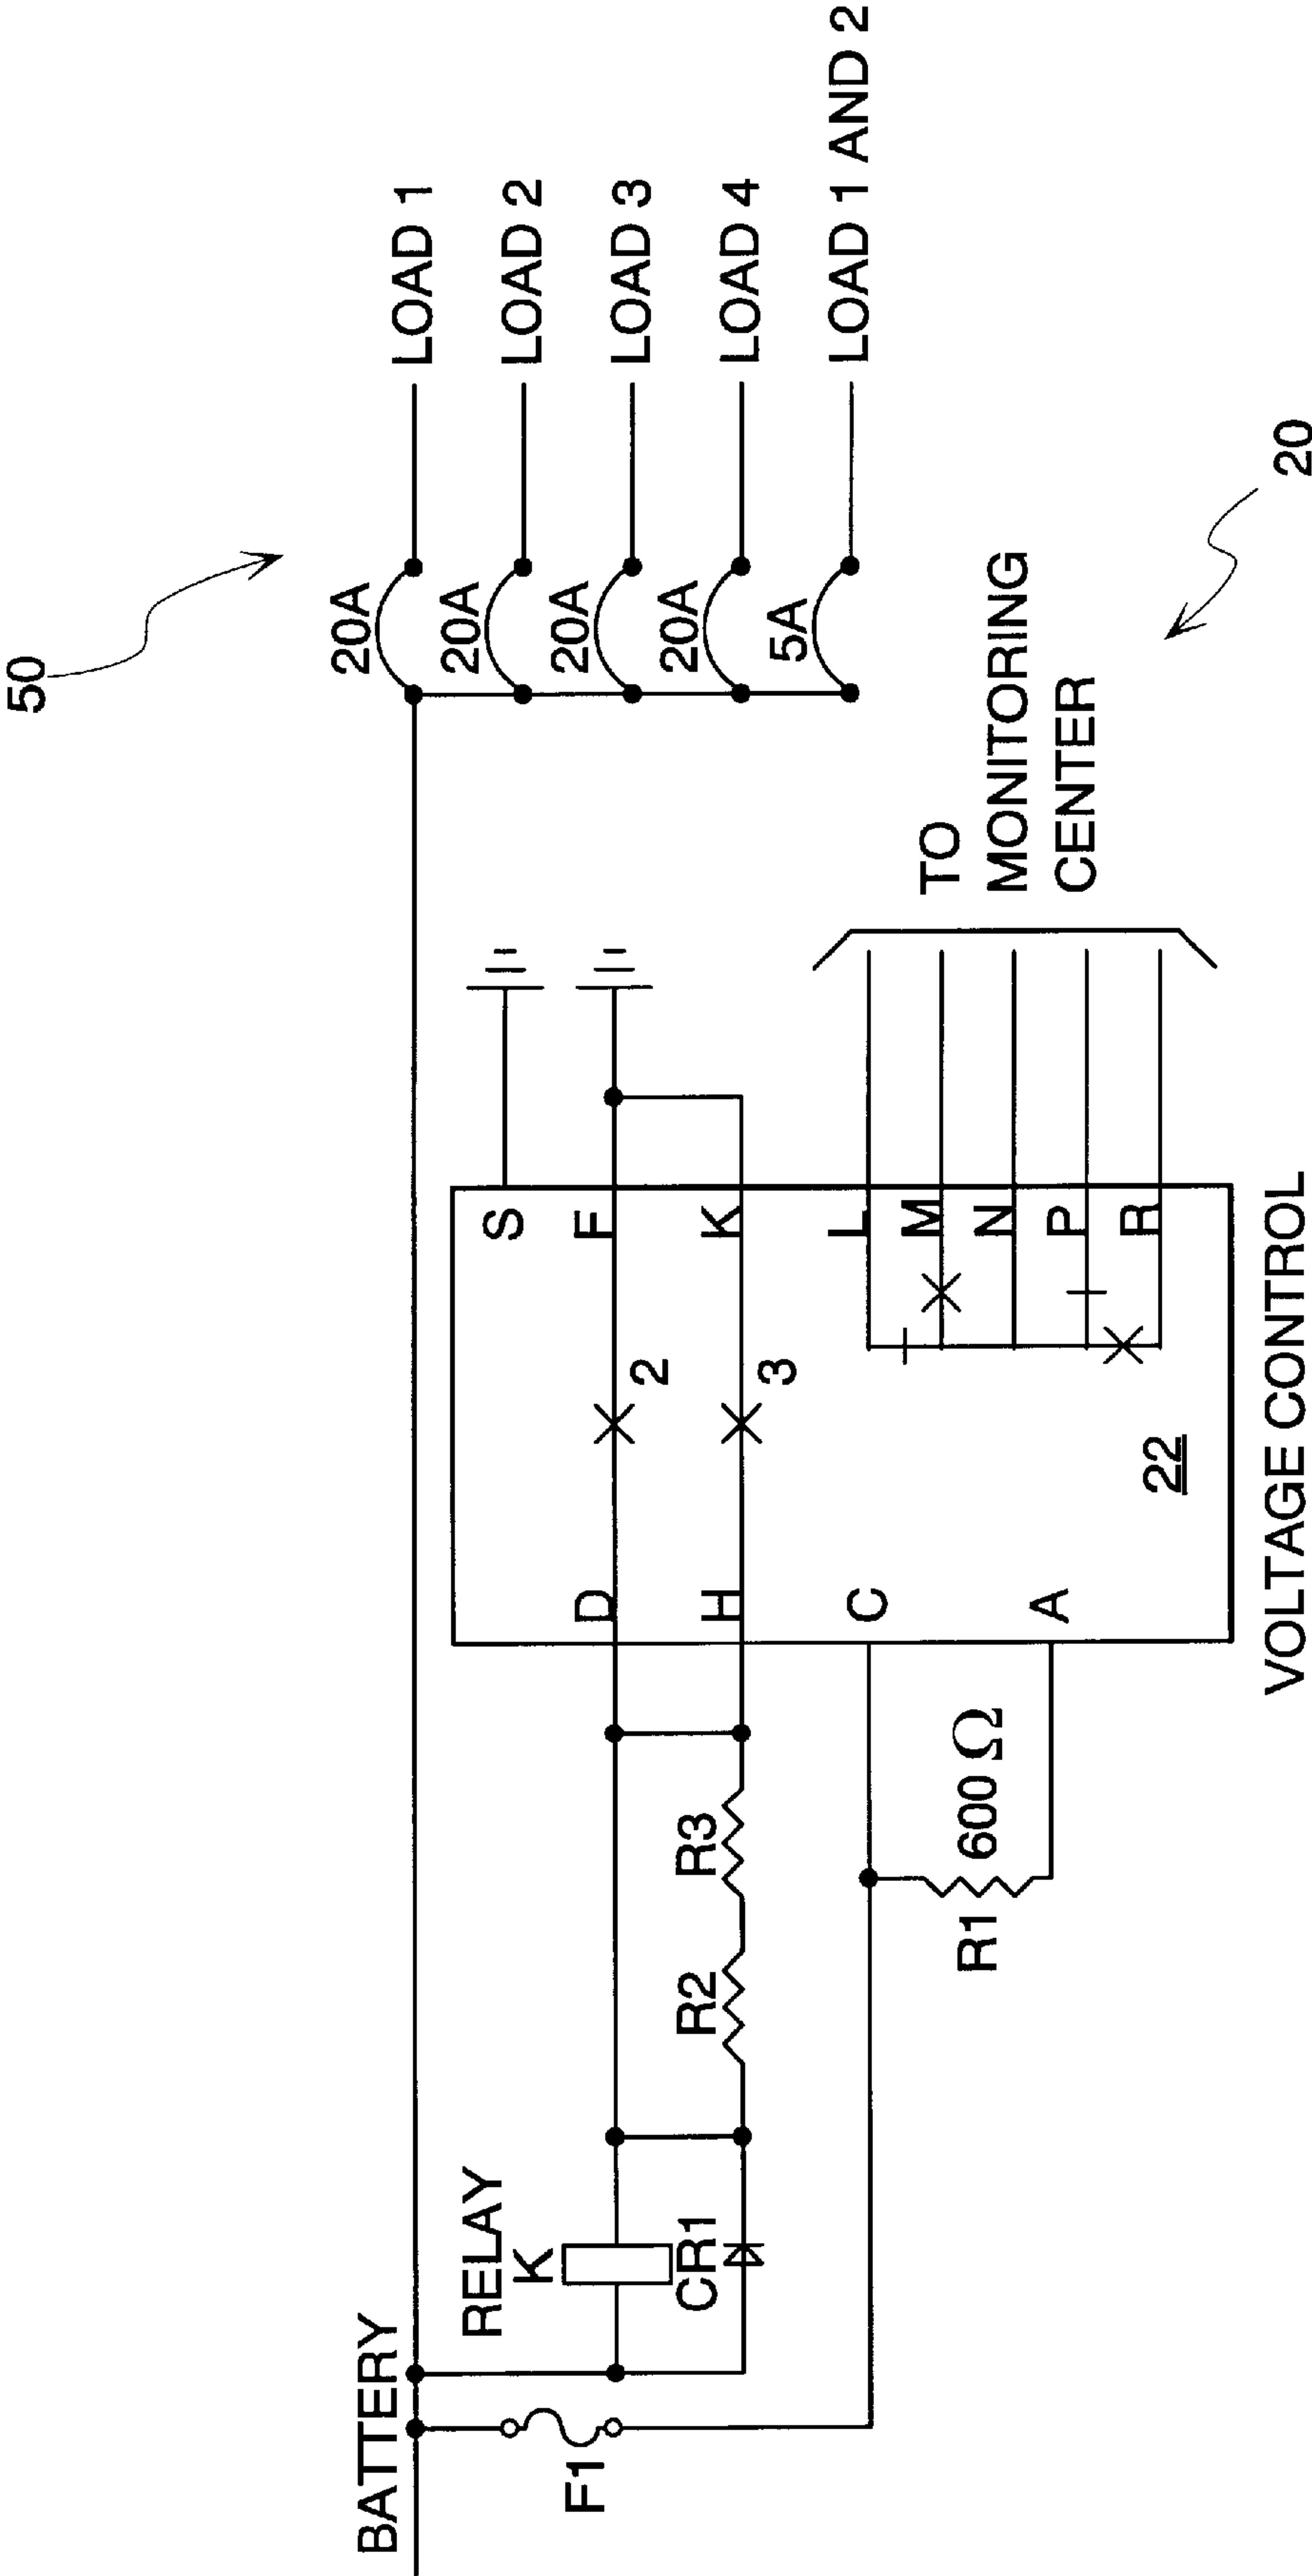 50
BATTERY
F1
RELAY
K
CR1
R2
R3
R1
600 Ω
D
H
C
A
2
3
22
S
F
K
L
M
N
P
R
VOLTAGE CONTROL
TO
MONITORING
CENTER
20A
20A
20A
20A
5A
LOAD 1
LOAD 2
LOAD 3
LOAD 4
LOAD 1 AND 2
20